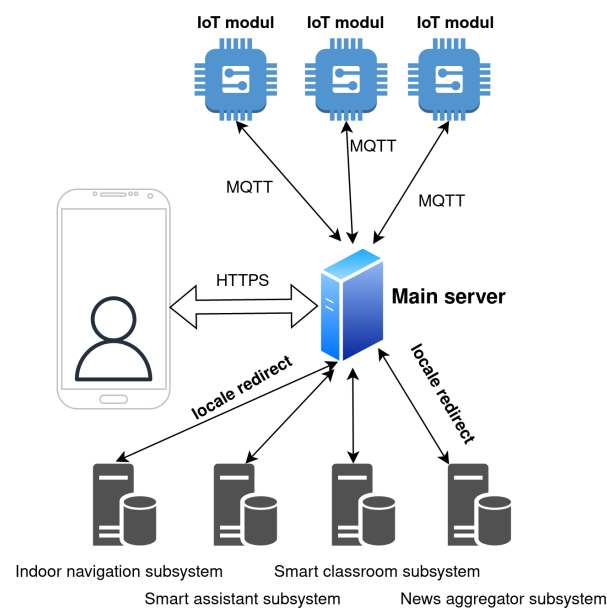 IoT modul
IoT modul
IoT modul
MQTT
MQTT
MQTT
HTTPS
Main server
locale redirect
locale redirect
Indoor navigation subsystem
Smart classroom subsystem
Smart assistant subsystem
News aggregator subsystem